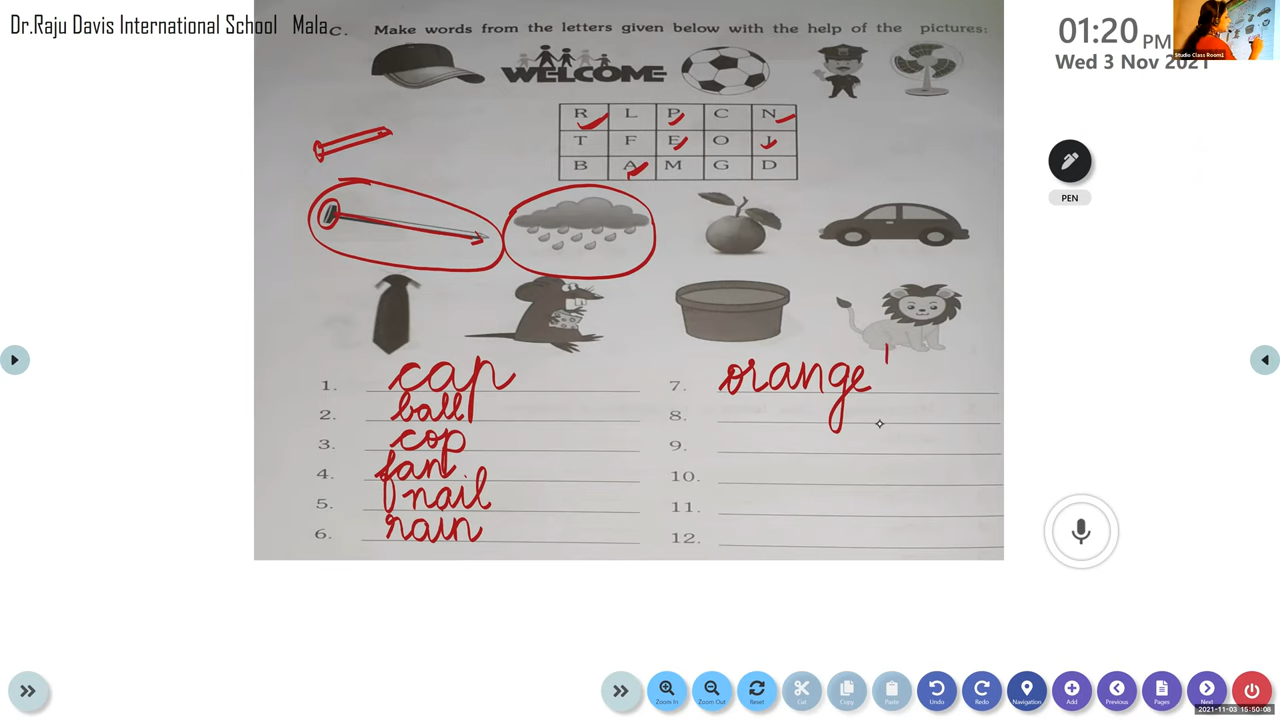 Dr.Raju Davis International School Mala
C. Make words from the letters given below with the help of the pictures:
01:20 PM
Wed 3 Nov 2021
Studio Class Room1
WELCOME
R L P C N
T F E O I
B A M G D
PEN
1. cap
2. ball
3. cop
4. fan
5. nail
6. rain
7. orange
8.
9.
10.
11.
12.
Zoom In Zoom Out Reset Cut Copy Paste Undo Redo Navigation Add Previous Pages Next
2021-11-03 15:50:08